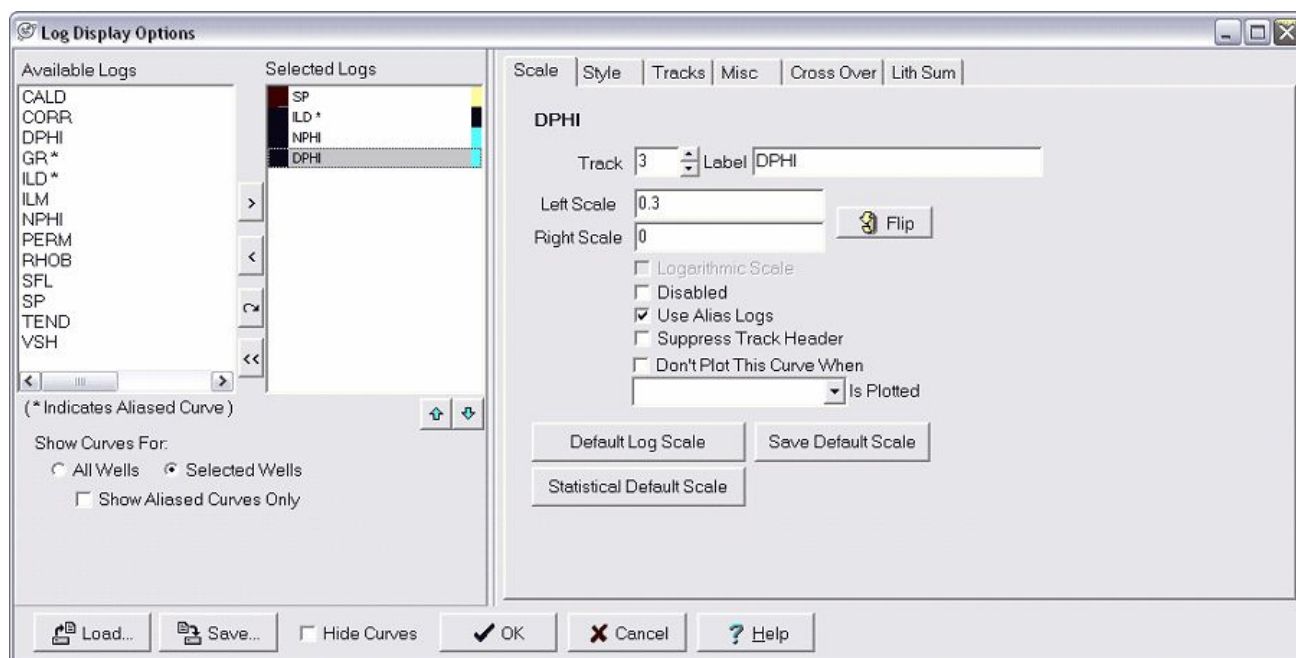 Log Display Options
Available Logs
CALD
CORR
DPHI
GR *
ILD *
ILM
NPHI
PERM
RHOB
SFL
SP
TEND
VSH
(* Indicates Aliased Curve )
Show Curves For:
All Wells Selected Wells
Show Aliased Curves Only
Selected Logs
SP
ILD *
NPHI
DPHI
>
<
<<
Scale Style Tracks Misc Cross Over Lith Sum
DPHI
Track 3 Label DPHI
Left Scale 0.3
Flip
Right Scale 0
Logarithmic Scale
Disabled
Use Alias Logs
Suppress Track Header
Don't Plot This Curve When
Is Plotted
Default Log Scale Save Default Scale
Statistical Default Scale
Load... Save... Hide Curves OK Cancel ? Help